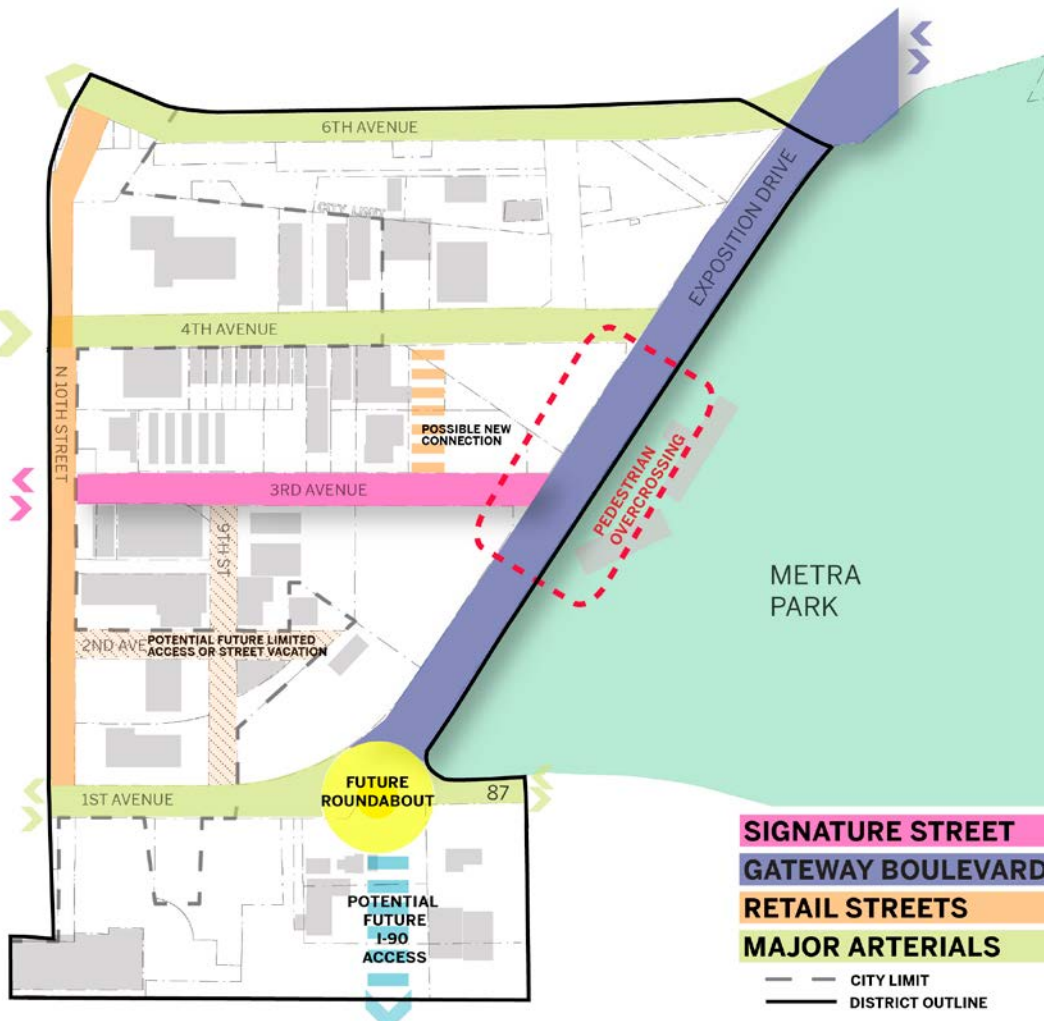 6TH AVENUE
CITY LIMIT
EXPOSITION DRIVE
4TH AVENUE
N 10TH STREET
POSSIBLE NEW
CONNECTION
3RD AVENUE
PEDESTRIAN
OVERCROSSING
9TH ST
METRA
PARK
2ND AVE
POTENTIAL FUTURE LIMITED
ACCESS OR STREET VACATION
FUTURE
ROUNDABOUT
1ST AVENUE
87
POTENTIAL
FUTURE
I-90
ACCESS
SIGNATURE STREET
GATEWAY BOULEVARD
RETAIL STREETS
MAJOR ARTERIALS
CITY LIMIT
DISTRICT OUTLINE